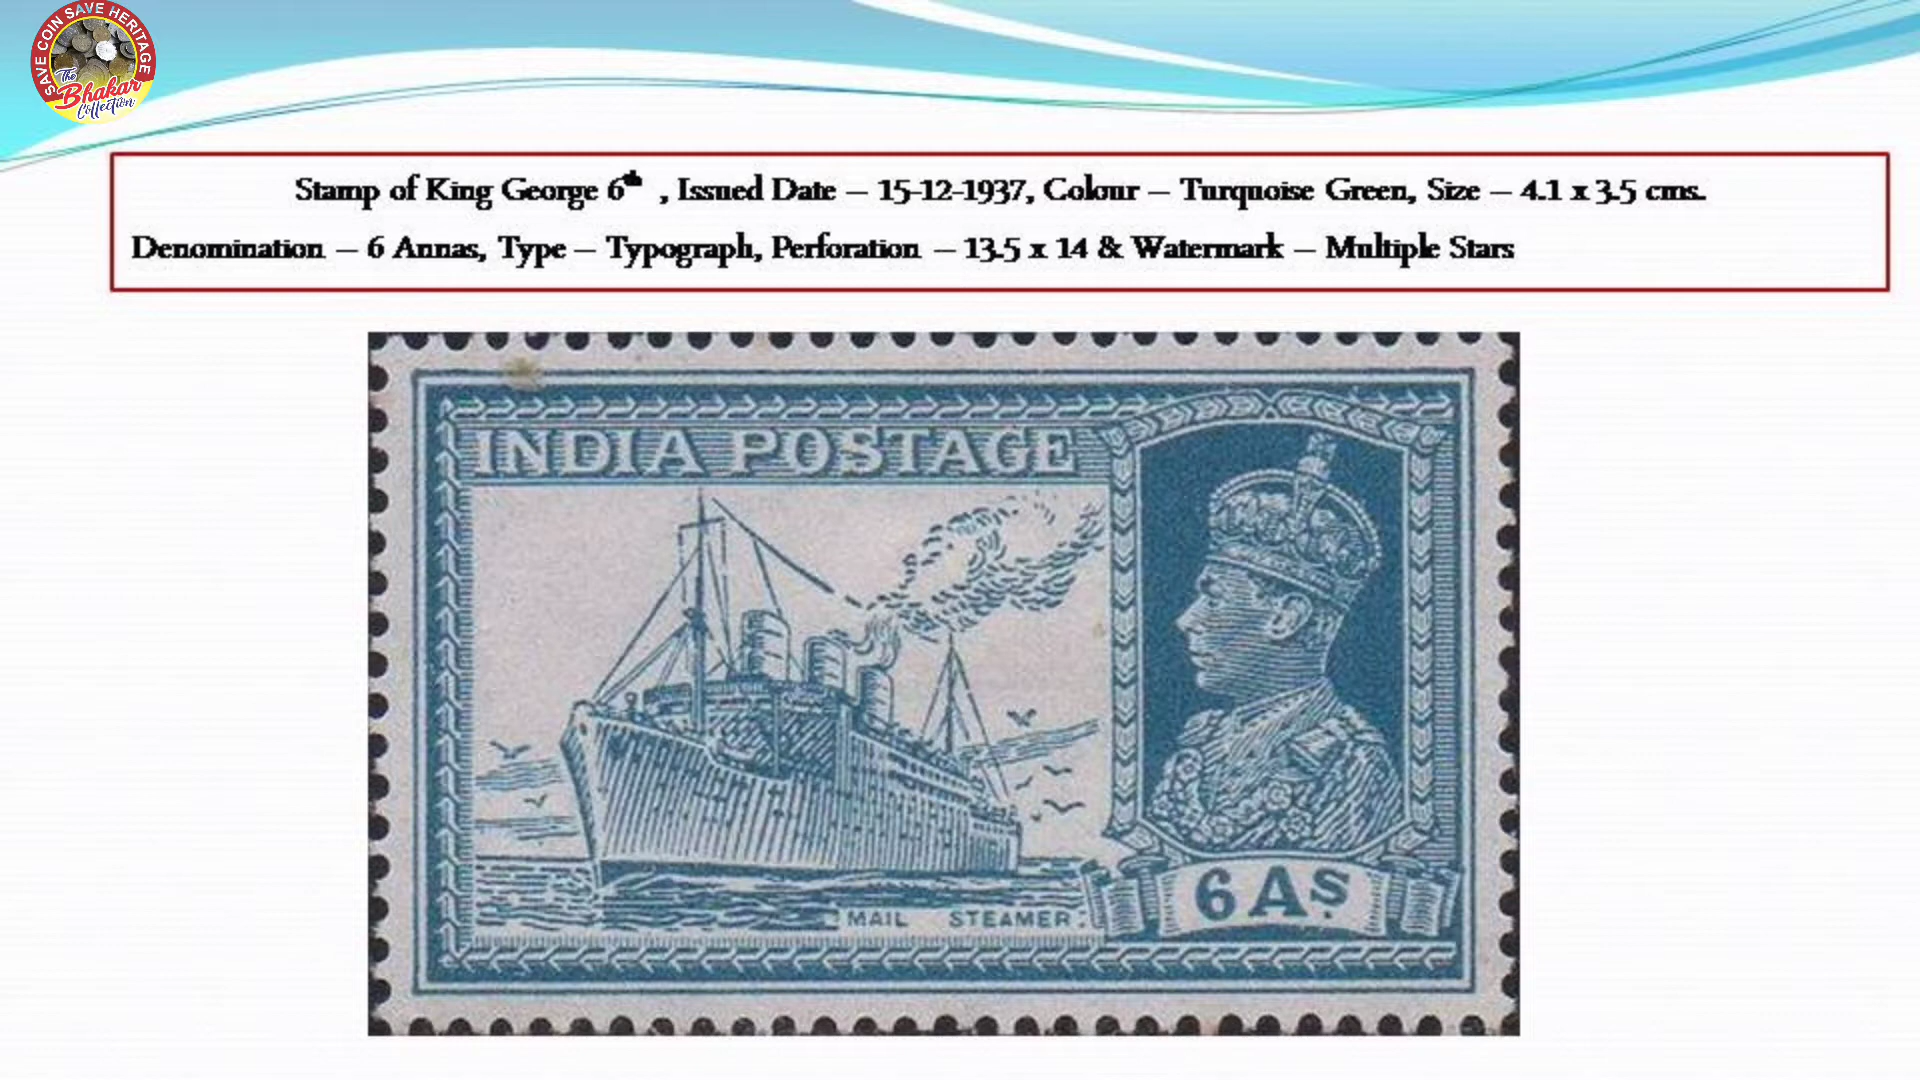 SAVE COIN SAVE HERITAGE
The
Bhakar
Collection
Stamp of King George 6th , Issued Date – 15-12-1937, Colour – Turquoise Green, Size – 4.1 x 3.5 cms.
Denomination – 6 Annas, Type – Typograph, Perforation – 13.5 x 14 & Watermark – Multiple Stars
INDIA POSTAGE
MAIL STEAMER
6 As